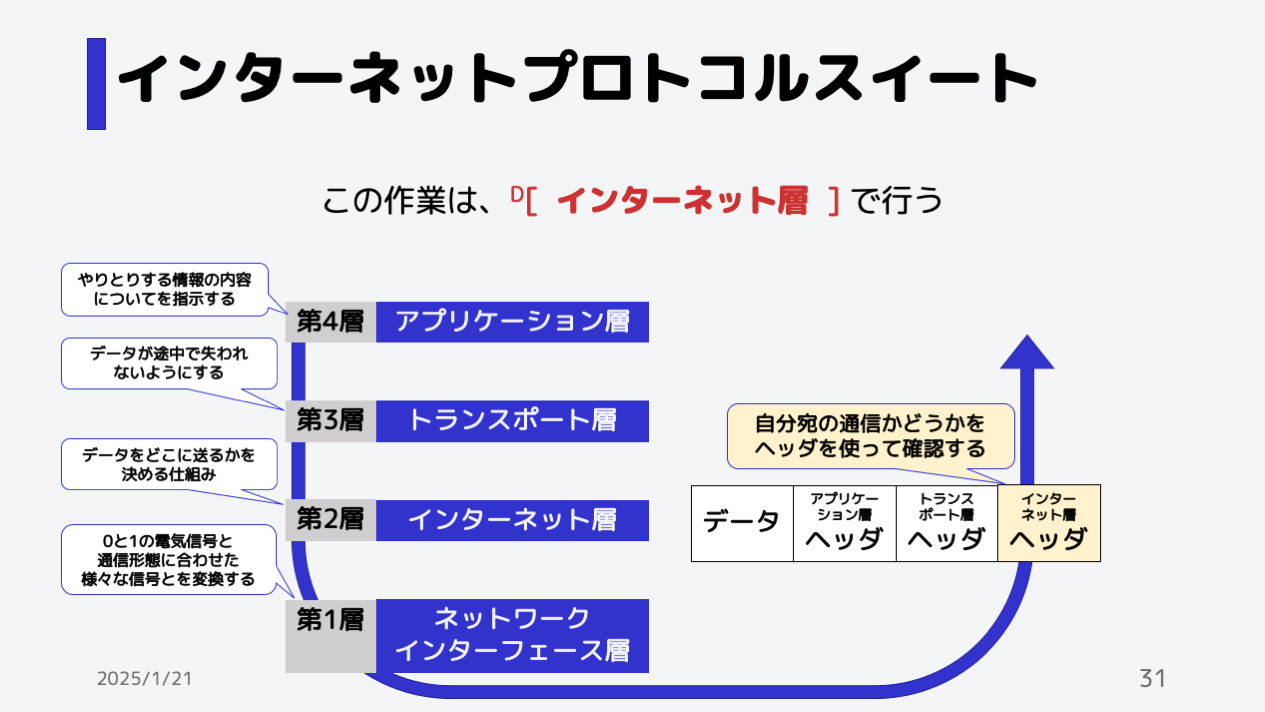 インターネットプロトコルスイート
この作業は、D[ インターネット層 ]で行う
やりとりする情報の内容
についてを指示する
第4層 アプリケーション層
データが途中で失われ
ないようにする
第3層 トランスポート層
データをどこに送るかを
決める仕組み
第2層 インターネット層
0と1の電気信号と
通信形態に合わせた
様々な信号とを変換する
第1層 ネットワーク
インターフェース層
自分宛の通信かどうかを
ヘッダを使って確認する
データ
アプリケー
ション層
ヘッダ
トランス
ポート層
ヘッダ
インター
ネット層
ヘッダ
2025/1/21
31